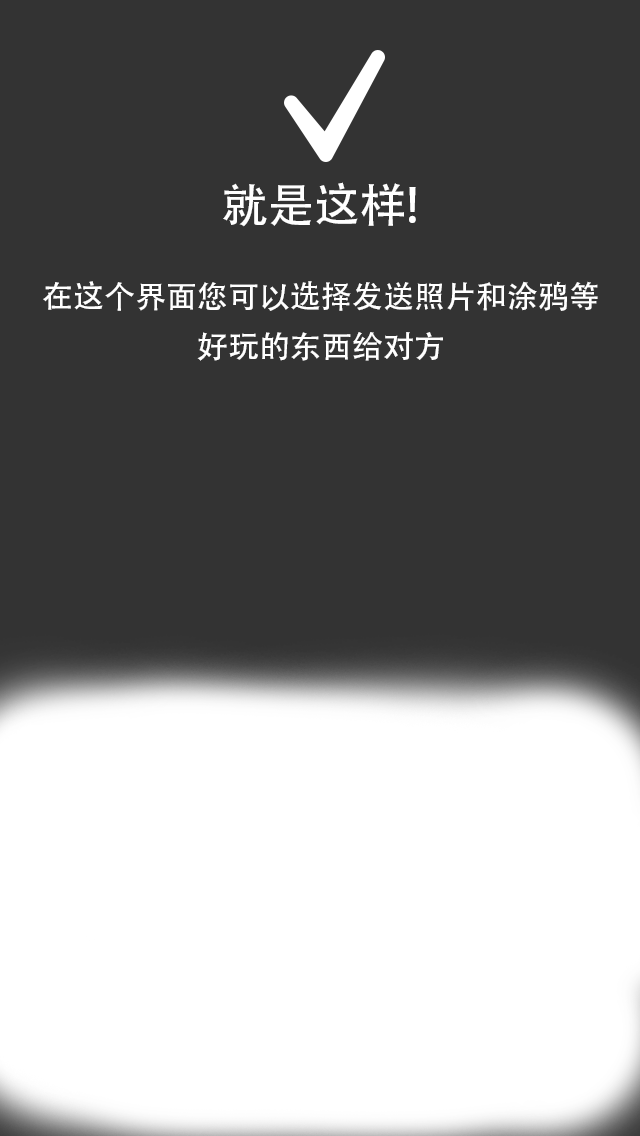 就是这样!
在这个界面您可以选择发送照片和涂鸦等
好玩的东西给对方